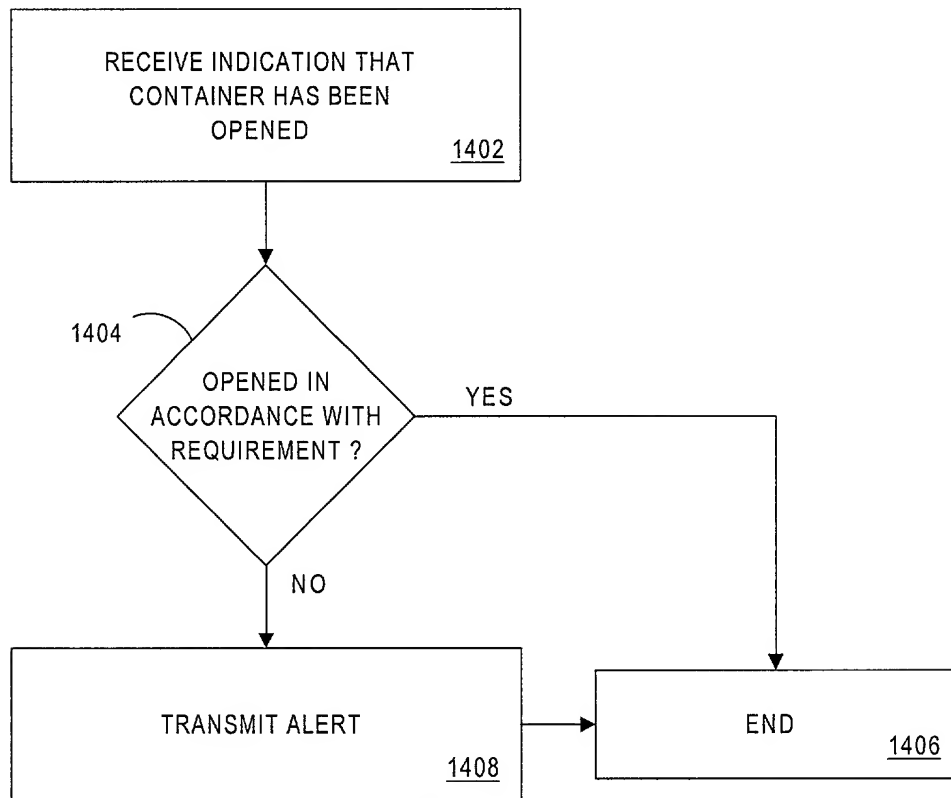 RECEIVE INDICATION THAT
CONTAINER HAS BEEN
OPENED
1402
1404
OPENED IN
ACCORDANCE WITH
REQUIREMENT ?
YES
NO
TRANSMIT ALERT
1408
END
1406